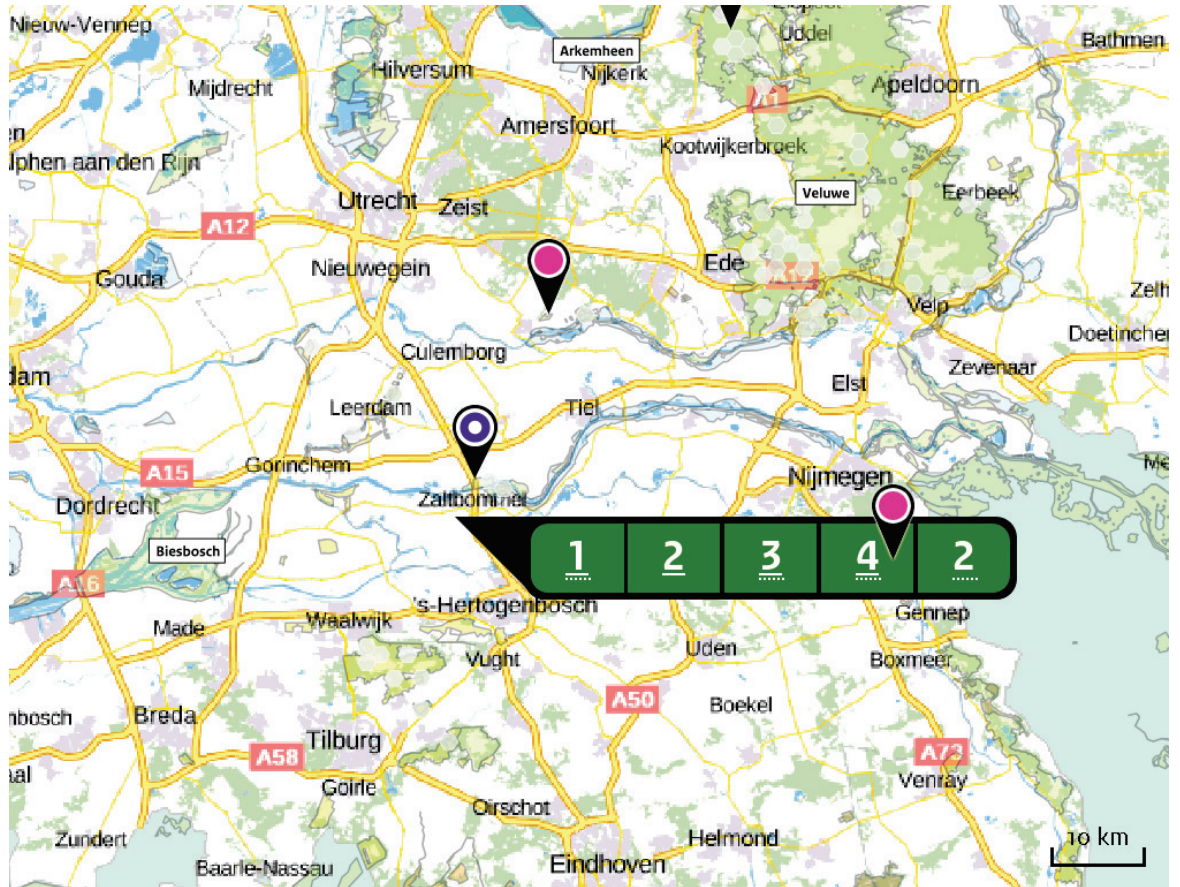 Nieuw-Vennep
Uddel
Bathmen
Arkemheen
Hilversum
Nijkerk
Mijdrecht
Apeldoorn
A1
Amersfoort
Kootwijkerbroek
lphen aan den Rijn
Veluwe
Eerbeek
Utrecht
Zeist
A12
Nieuwegein
Ede
Gouda
Velp
Zelh
Doetincher
Culemborg
Zevenaar
dam
Elst
Leerdam
Tiel
A15
Gorinchem
Nijmegen
Me
Zaltbommel
Dordrecht
Biesbosch
1 2 3 4 2
A16
's-Hertogenbosch
Gennep
Waalwijk
Made
Vught
Uden
Boxmeer
A50
Boekel
nbosch
Breda
Tilburg
A58
A73
aal
Goirle
Venray
Oirschot
Zundert
Helmond
10 km
Baarle-Nassau
Eindhoven